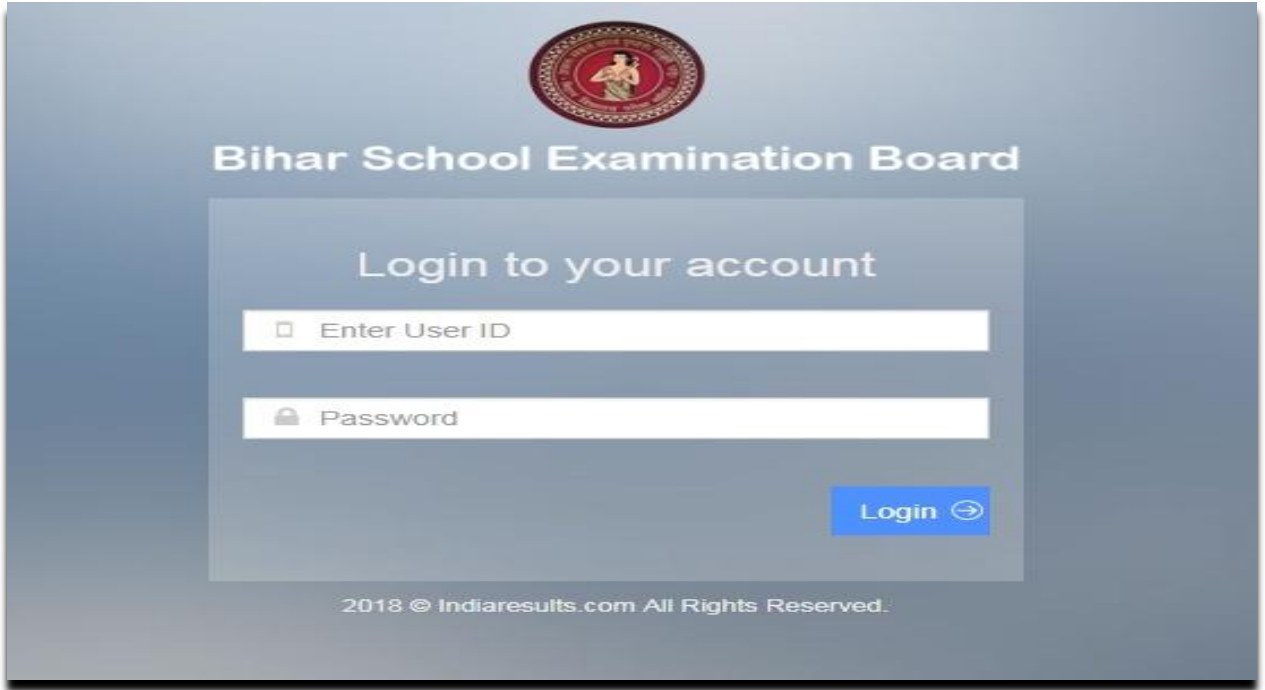 Bihar School Examination Board
Login to your account
Enter User ID
Password
Login
2018 © Indiaresults.com All Rights Reserved.